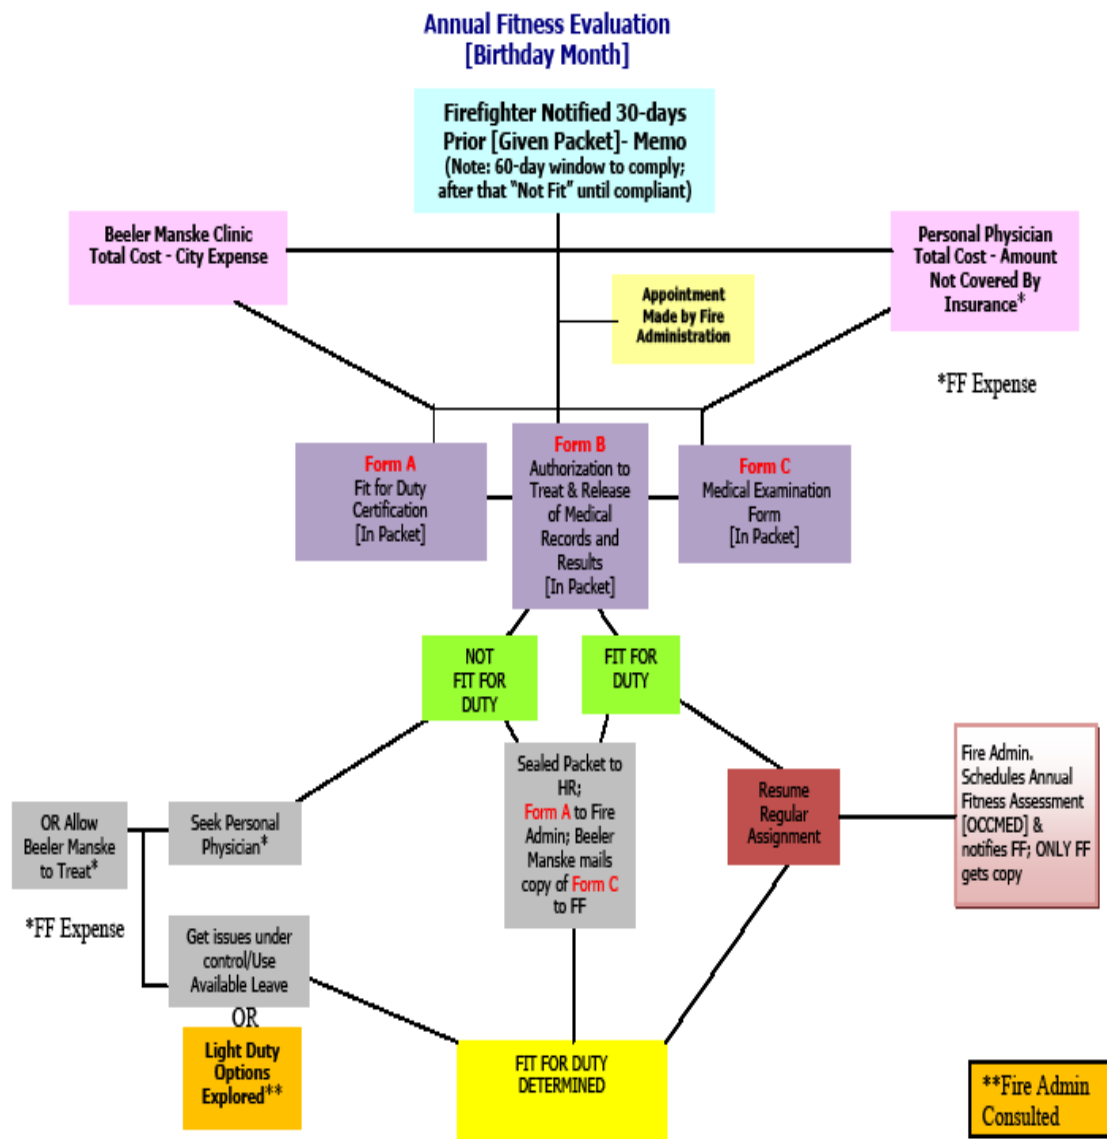 Annual Fitness Evaluation
[Birthday Month]
Firefighter Notified 30-days
Prior [Given Packet]- Memo
(Note: 60-day window to comply;
after that “Not Fit” until compliant)
Beeler Manske Clinic
Total Cost - City Expense
Personal Physician
Total Cost - Amount
Not Covered By
Insurance*
Appointment
Made by Fire
Administration
*FF Expense
Form A
Fit for Duty
Certification
[In Packet]
Form B
Authorization to
Treat & Release
of Medical
Records and
Results
[In Packet]
Form C
Medical Examination
Form
[In Packet]
NOT
FIT FOR
DUTY
FIT FOR
DUTY
Sealed Packet to
HR;
Form A to Fire
Admin; Beeler
Manske mails
copy of Form C
to FF
Resume
Regular
Assignment
Fire Admin.
Schedules Annual
Fitness Assessment
[OCCMED] &
notifies FF; ONLY FF
gets copy
OR Allow
Beeler Manske
to Treat*
Seek Personal
Physician*
*FF Expense
Get issues under
control/Use
Available Leave
OR
Light Duty
Options
Explored**
FIT FOR DUTY
DETERMINED
**Fire Admin
Consulted